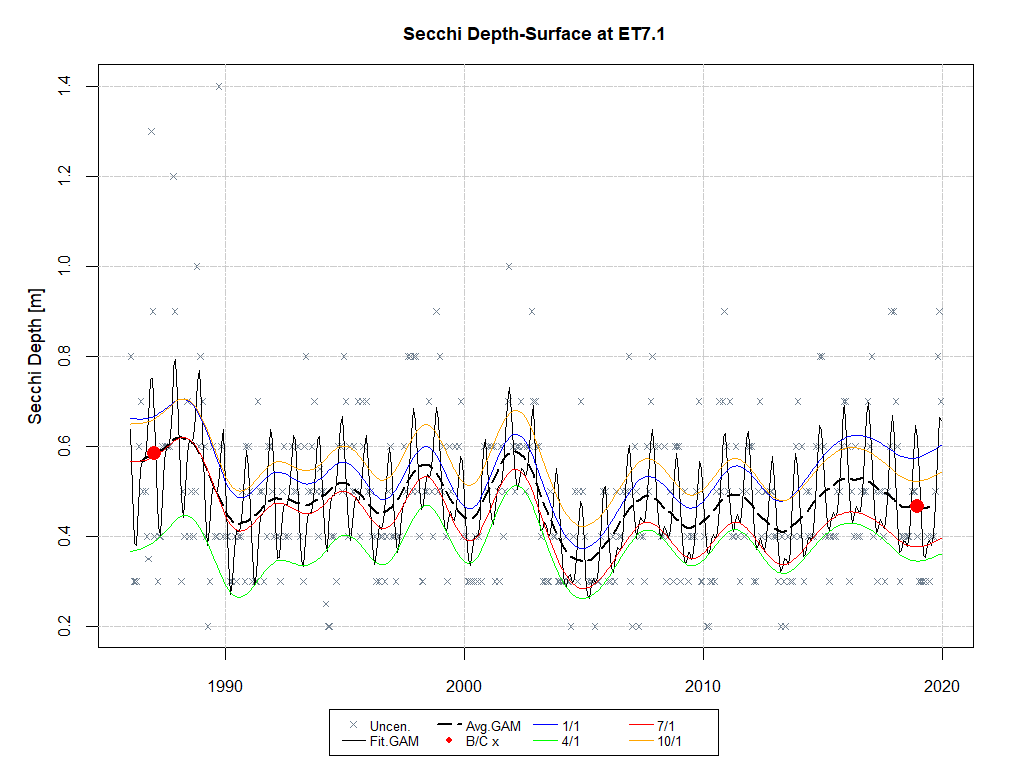 Secchi Depth-Surface at ET7.1
Secchi Depth [m]
1.4
1.2
1.0
0.8
0.6
0.4
0.2
1990 2000 2010 2020
Uncen. Avg.GAM 1/1 7/1
Fit.GAM B/C x 4/1 10/1